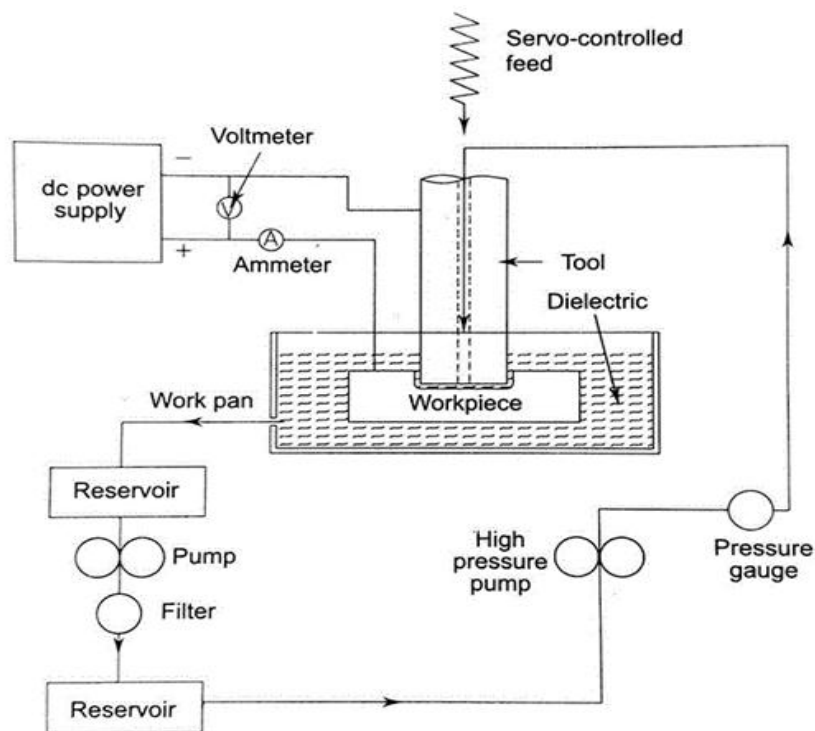 Servo-controlled
feed
Voltmeter
−
dc power
supply
V
+
A
Ammeter
Tool
Dielectric
Work pan
Workpiece
Reservoir
Pump
High
pressure
pump
Pressure
gauge
Filter
Reservoir